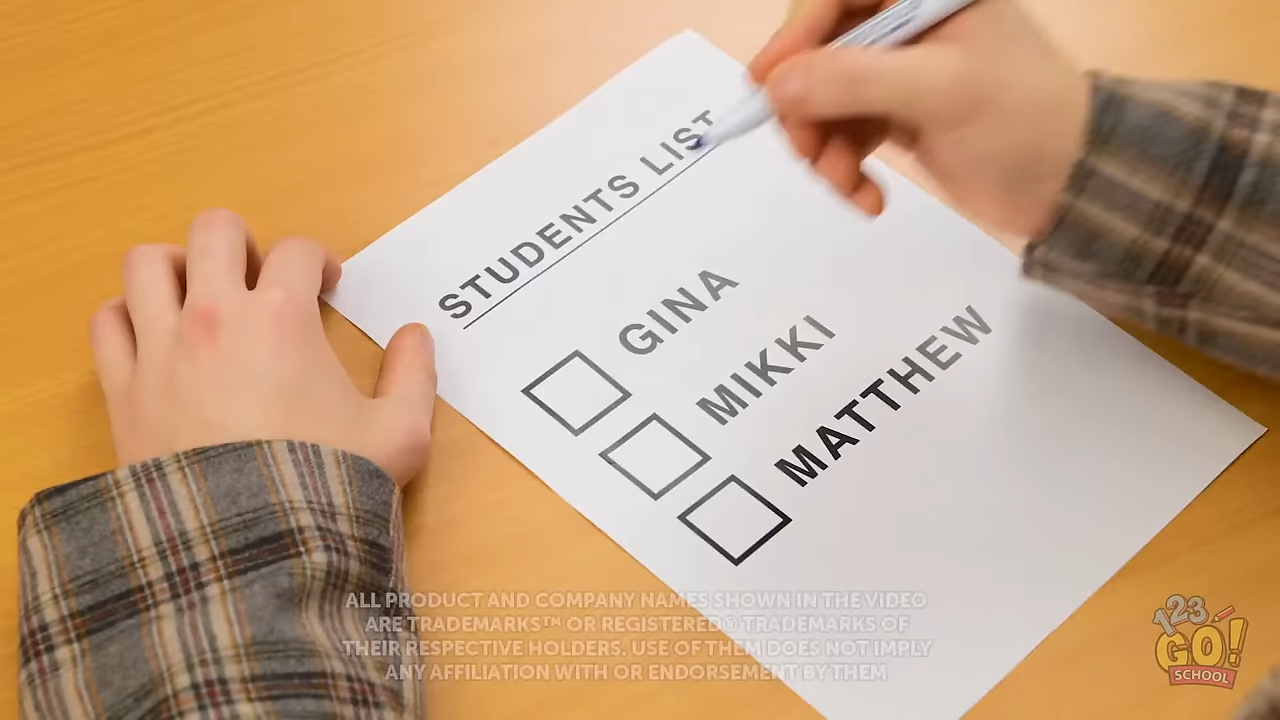 STUDENTS LIST
GINA
MIKKI
MATTHEW
ALL PRODUCT AND COMPANY NAMES SHOWN IN THE VIDEO
ARE TRADEMARKS™ OR REGISTERED® TRADEMARKS OF
THEIR RESPECTIVE HOLDERS. USE OF THEM DOES NOT IMPLY
ANY AFFILIATION WITH OR ENDORSEMENT BY THEM
123
GO!
SCHOOL